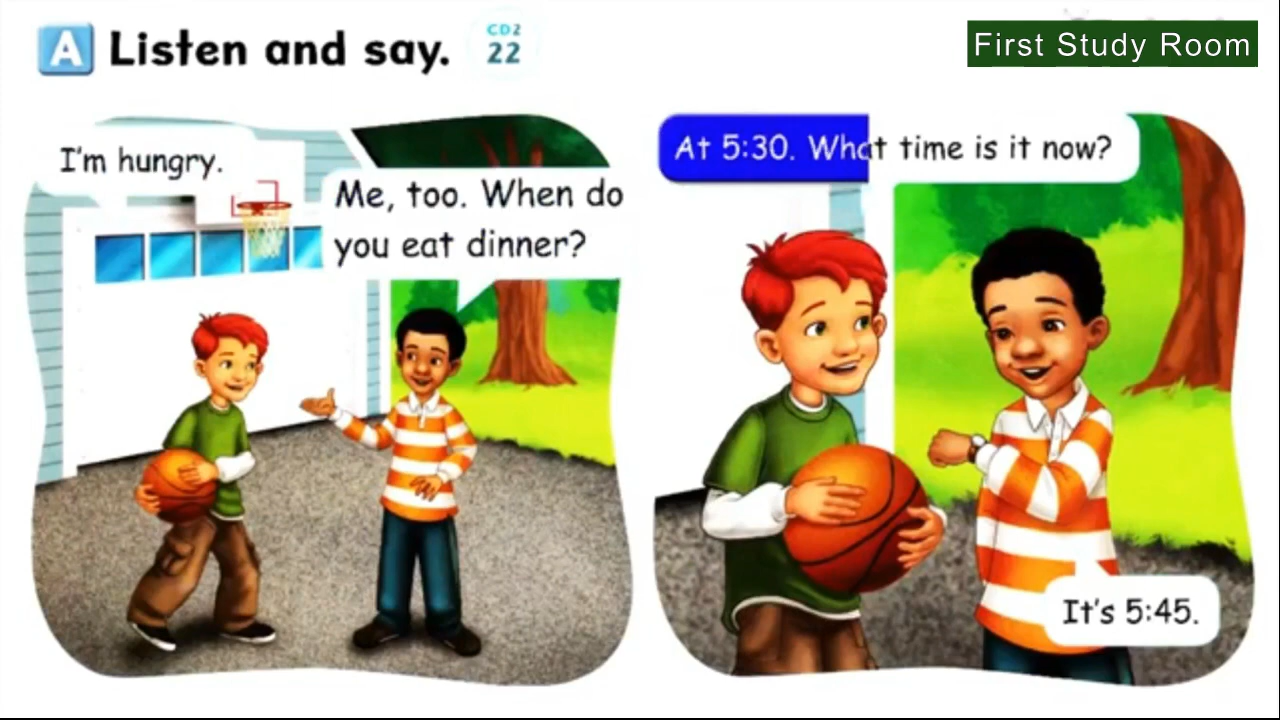 A Listen and say.
CD2
22
First Study Room
I'm hungry.
Me, too. When do
you eat dinner?
At 5:30. What time is it now?
It's 5:45.